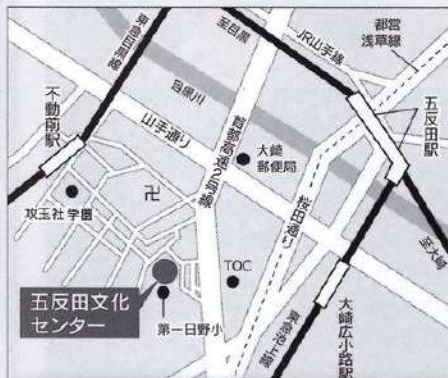 東急目黒線
至目黒
JR山手線
都営
浅草線
目黒川
不動前駅
山手通り
首都高速2号線
五反田駅
大崎
郵便局
卍
攻玉社学園
桜田通り
至大崎
TOC
五反田文化
センター
第一日野小
東急池上線
大崎広小路駅